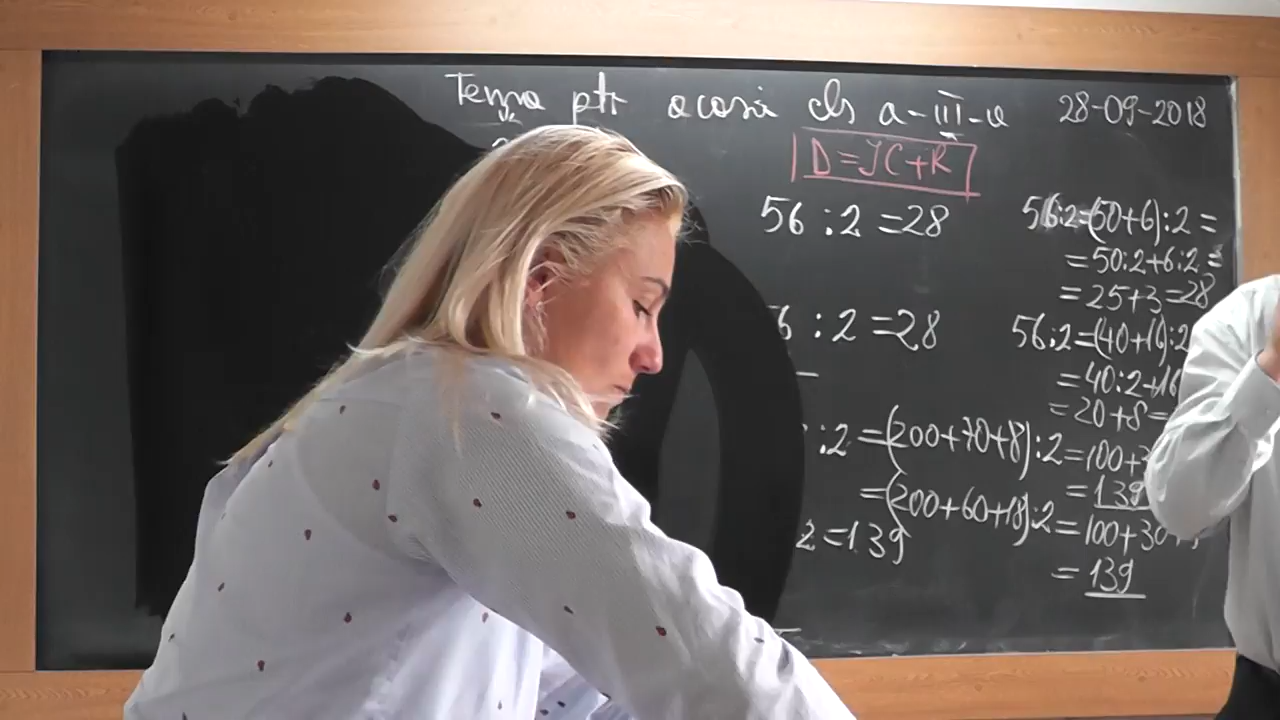 Tema ptr acasă cls a-III-a 28-09-2018
D=ÎC+R
56 :2 =28
6 :2 =28
:2 =(200+70+8):2=100+3
=139
=(200+60+18):2=100+30+
=139
2=139
56:2=(50+6):2=
=50:2+6:2=
=25+3=28
56:2=(40+16):2
=40:2+16
=20+8=